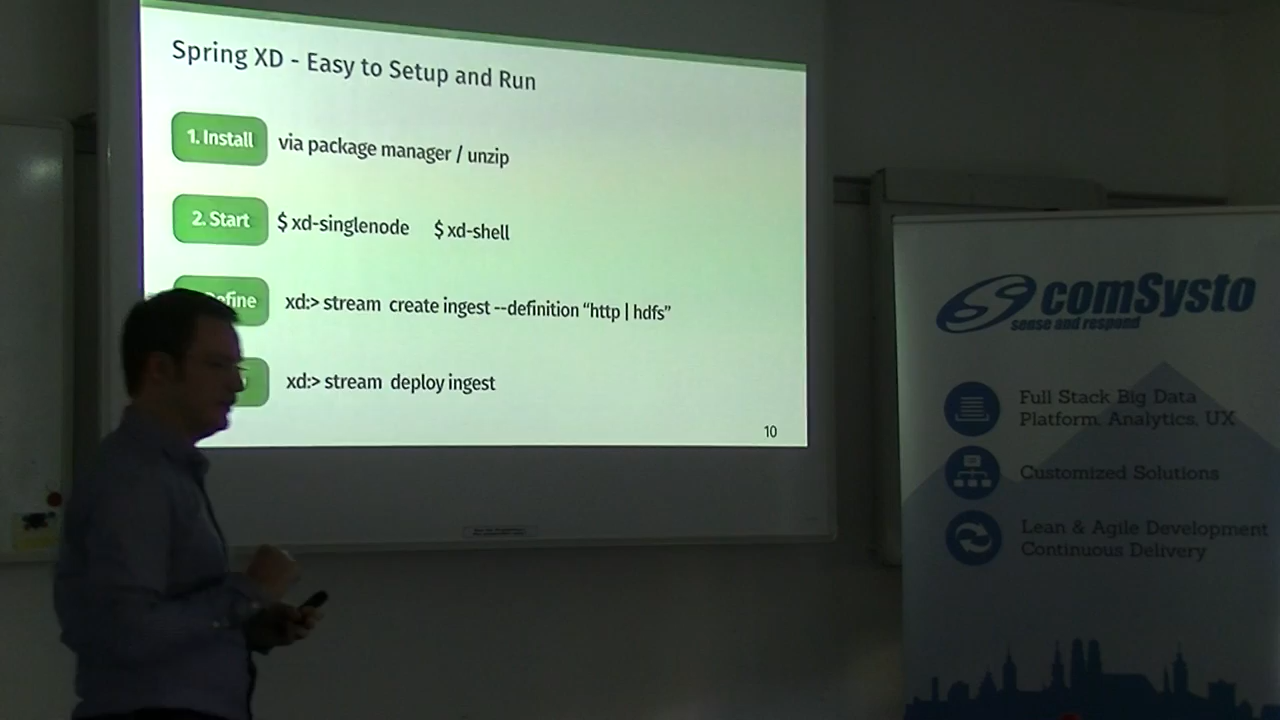 Spring XD - Easy to Setup and Run
1. Install via package manager / unzip
2. Start $ xd-singlenode $ xd-shell
efine xd:> stream create ingest --definition “http | hdfs”
xd:> stream deploy ingest
10
comSysto
sense and respond
Full Stack Big Data
Platform, Analytics, UX
Customized Solutions
Lean & Agile Development
Continuous Delivery